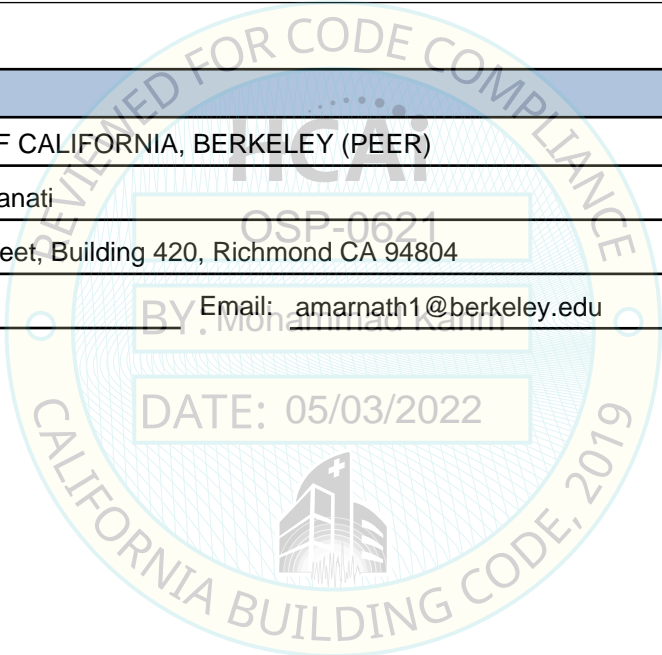 REVIEWED FOR CODE COMPLIANCE
HCAi
F CALIFORNIA, BERKELEY (PEER)
anati
OSP-0621
eet, Building 420, Richmond CA 94804
Email: amarnath1@berkeley.edu
BY: Mohammad Karim
DATE: 05/03/2022
CALIFORNIA BUILDING CODE, 2019